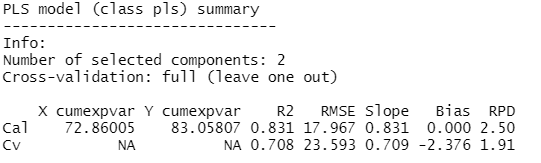 PLS model (class pls) summary
-------------------------------
Info:
Number of selected components: 2
Cross-validation: full (leave one out)
X cumexpvar Y cumexpvar R2 RMSE Slope Bias RPD
Cal 72.86005 83.05807 0.831 17.967 0.831 0.000 2.50
Cv NA NA 0.708 23.593 0.709 -2.376 1.91